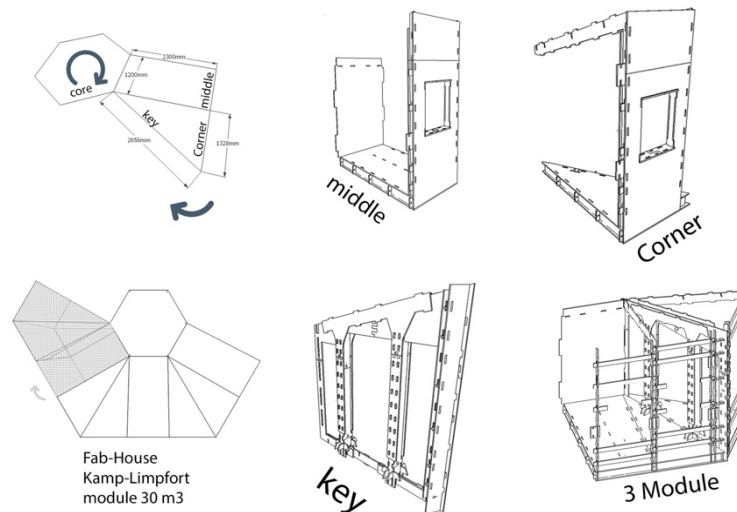 core
2300mm
1200mm
middle
key
Corner
2656mm
1328mm
middle
Corner
Fab-House
Kamp-Limpfort
module 30 m3
key
3 Module